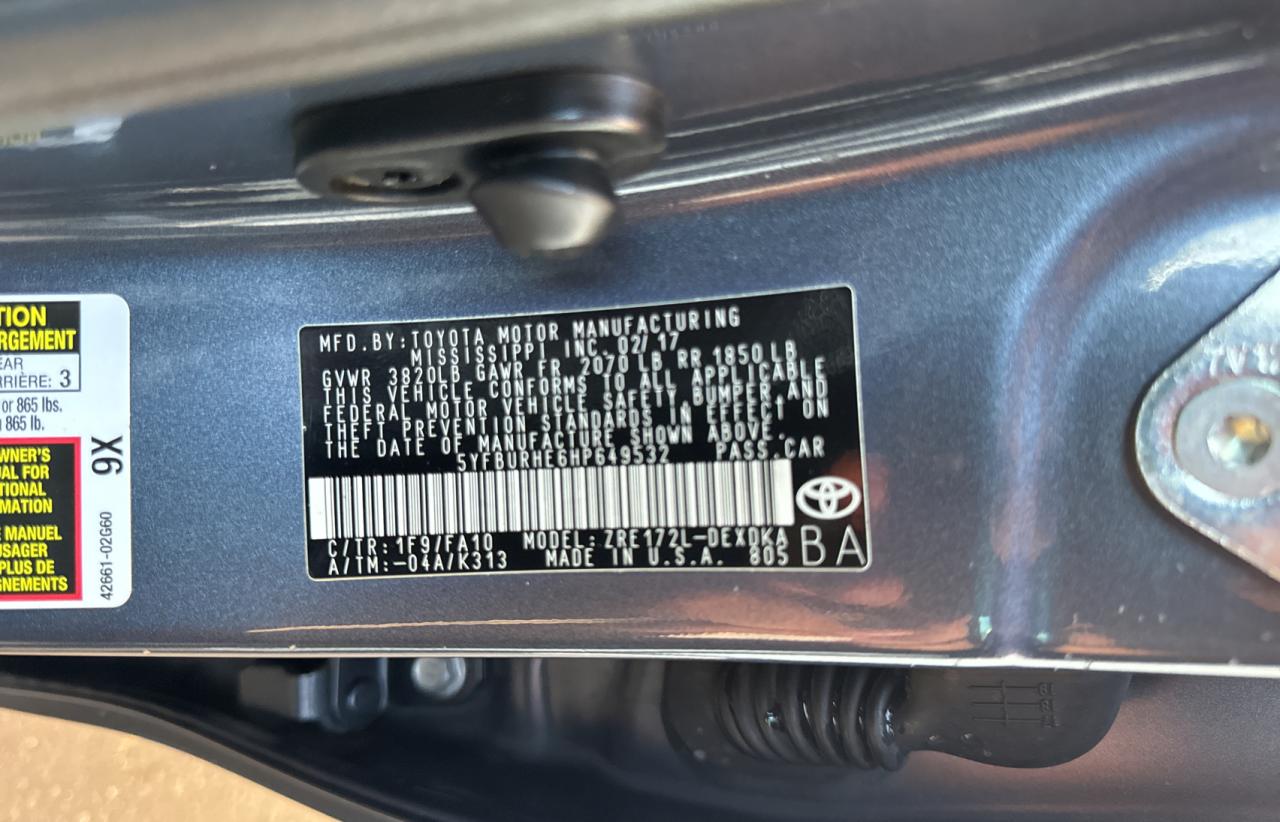 TION
RGEMENT
EAR
RRIÈRE: 3
or 865 lbs.
865 lb.
WNER'S
UAL FOR
TIONAL
MATION
E MANUEL
USAGER
PLUS DE
GNEMENTS
9X
42661-02G60
MFD.BY:TOYOTA MOTOR MANUFACTURING
MISSISSIPPI INC. 02/17
GVWR 3820LB GAWR FR 2070 LB RR 1850 LB
THIS VEHICLE CONFORMS TO ALL APPLICABLE
FEDERAL MOTOR VEHICLE SAFETY,BUMPER,AND
THEFT PREVENTION STANDARDS IN EFFECT ON
THE DATE OF MANUFACTURE SHOWN ABOVE.
5YFBURHE6HP649532 PASS.CAR
C/TR:1F9/FA10 MODEL:ZRE172L-DEXDKA
A/TM:-04A/K313 MADE IN U.S.A. 805
BA